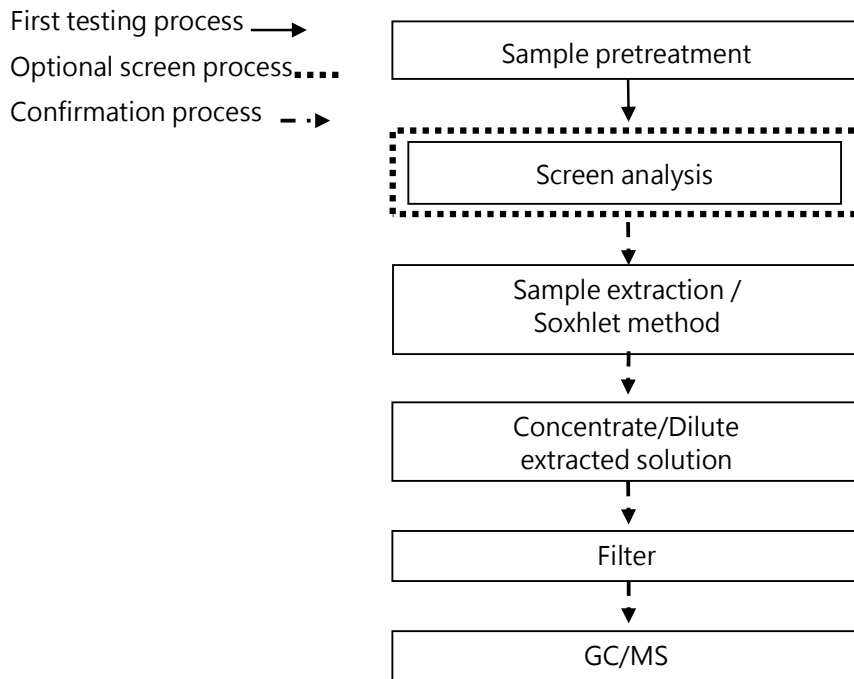 First testing process
Optional screen process
Confirmation process
Sample pretreatment
Screen analysis
Sample extraction /
Soxhlet method
Concentrate/Dilute
extracted solution
Filter
GC/MS